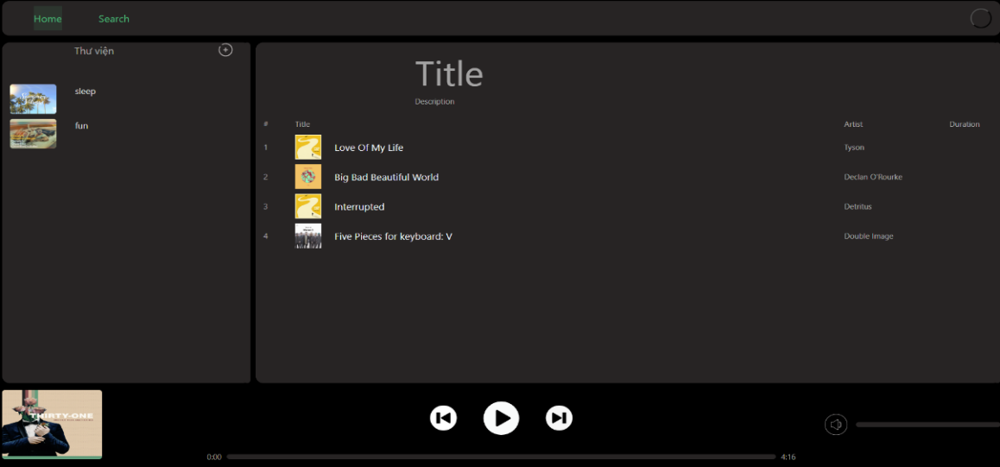 Home Search
Thư viện
sleep
fun
Title
Description
# Title Artist Duration
1 Love Of My Life Tyson
2 Big Bad Beautiful World Declan O'Rourke
3 Interrupted Detritus
4 Five Pieces for keyboard: V Double Image
THIRTY-ONE
0:00 4:16